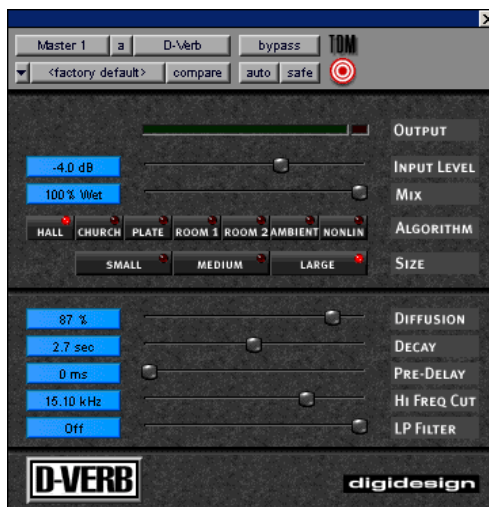 Master 1 a D-Verb bypass TDM
<factory default> compare auto safe
OUTPUT
-4.0 dB INPUT LEVEL
100% Wet MIX
HALL CHURCH PLATE ROOM 1 ROOM 2 AMBIENT NONLIN ALGORITHM
SMALL MEDIUM LARGE SIZE
87 % DIFFUSION
2.7 sec DECAY
0 ms PRE-DELAY
15.10 kHz HI FREQ CUT
Off LP FILTER
D-VERB digidesign